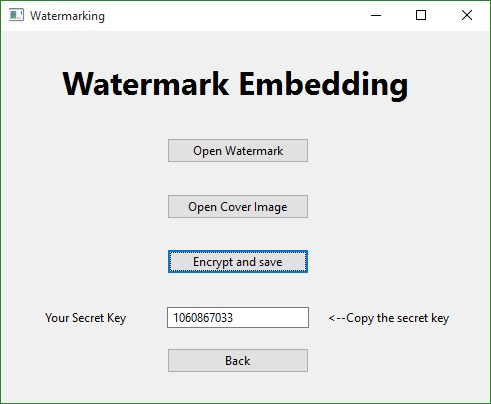 Watermarking
Watermark Embedding
Open Watermark
Open Cover Image
Encrypt and save
Your Secret Key 1060867033 <--Copy the secret key
Back